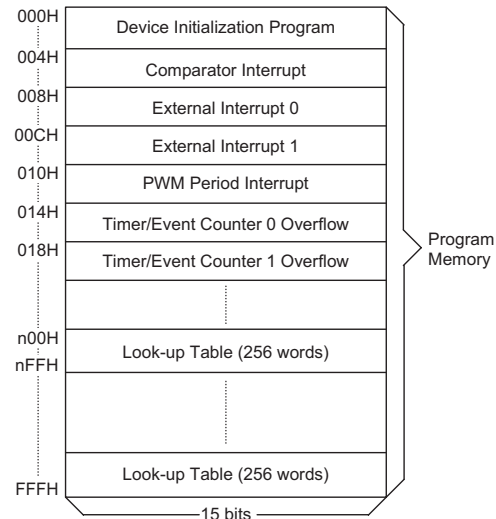 000H
Device Initialization Program
004H
Comparator Interrupt
008H
External Interrupt 0
00CH
External Interrupt 1
010H
PWM Period Interrupt
014H
Timer/Event Counter 0 Overflow
018H
Timer/Event Counter 1 Overflow
Program
Memory
n00H
Look-up Table (256 words)
nFFH
Look-up Table (256 words)
FFFH
15 bits